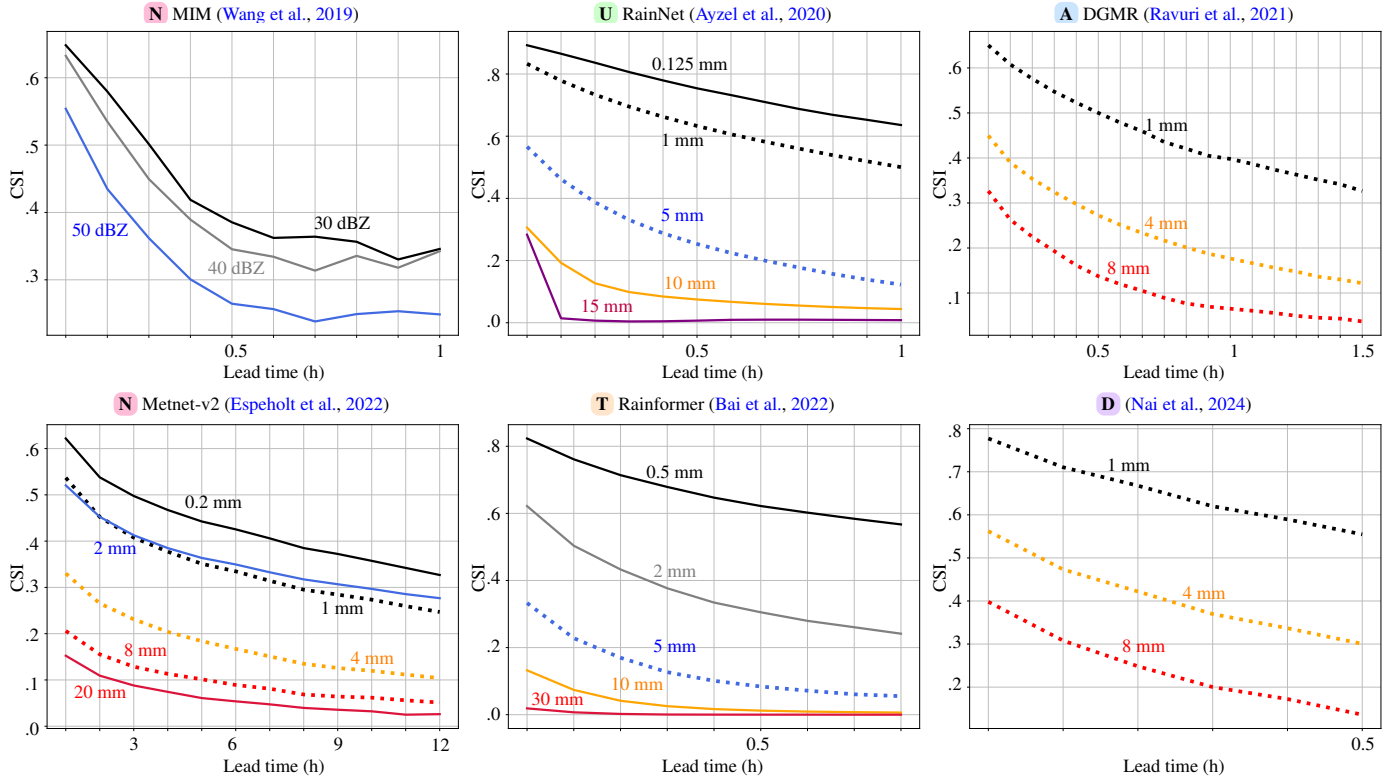 N MIM (Wang et al., 2019)
CSI
.6
.5
.4
.3
30 dBZ
50 dBZ
40 dBZ
0.5
1
Lead time (h)
U RainNet (Ayzel et al., 2020)
CSI
.8
.6
.4
.2
.0
0.125 mm
1 mm
5 mm
10 mm
15 mm
0.5
1
Lead time (h)
A DGMR (Ravuri et al., 2021)
CSI
.6
.5
.4
.3
.2
.1
1 mm
4 mm
8 mm
0.5
1
1.5
Lead time (h)
N Metnet-v2 (Espeholt et al., 2022)
CSI
.6
.5
.4
.3
.2
.1
.0
0.2 mm
2 mm
1 mm
8 mm
4 mm
20 mm
3
6
9
12
Lead time (h)
T Rainformer (Bai et al., 2022)
CSI
.8
.6
.4
.2
.0
0.5 mm
2 mm
5 mm
10 mm
30 mm
0.5
Lead time (h)
D (Nai et al., 2024)
CSI
.8
.7
.6
.5
.4
.3
.2
1 mm
4 mm
8 mm
0.5
Lead time (h)